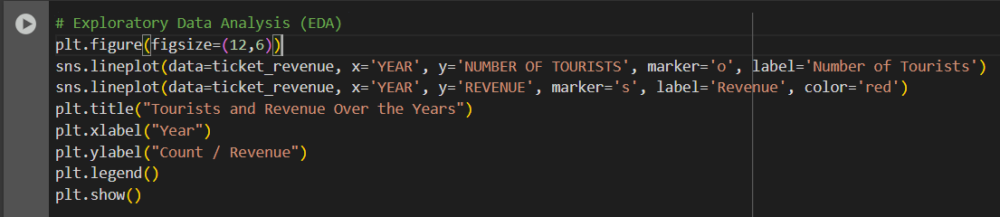 # Exploratory Data Analysis (EDA)
plt.figure(figsize=(12,6))
sns.lineplot(data=ticket_revenue, x='YEAR', y='NUMBER OF TOURISTS', marker='o', label='Number of Tourists')
sns.lineplot(data=ticket_revenue, x='YEAR', y='REVENUE', marker='s', label='Revenue', color='red')
plt.title("Tourists and Revenue Over the Years")
plt.xlabel("Year")
plt.ylabel("Count / Revenue")
plt.legend()
plt.show()